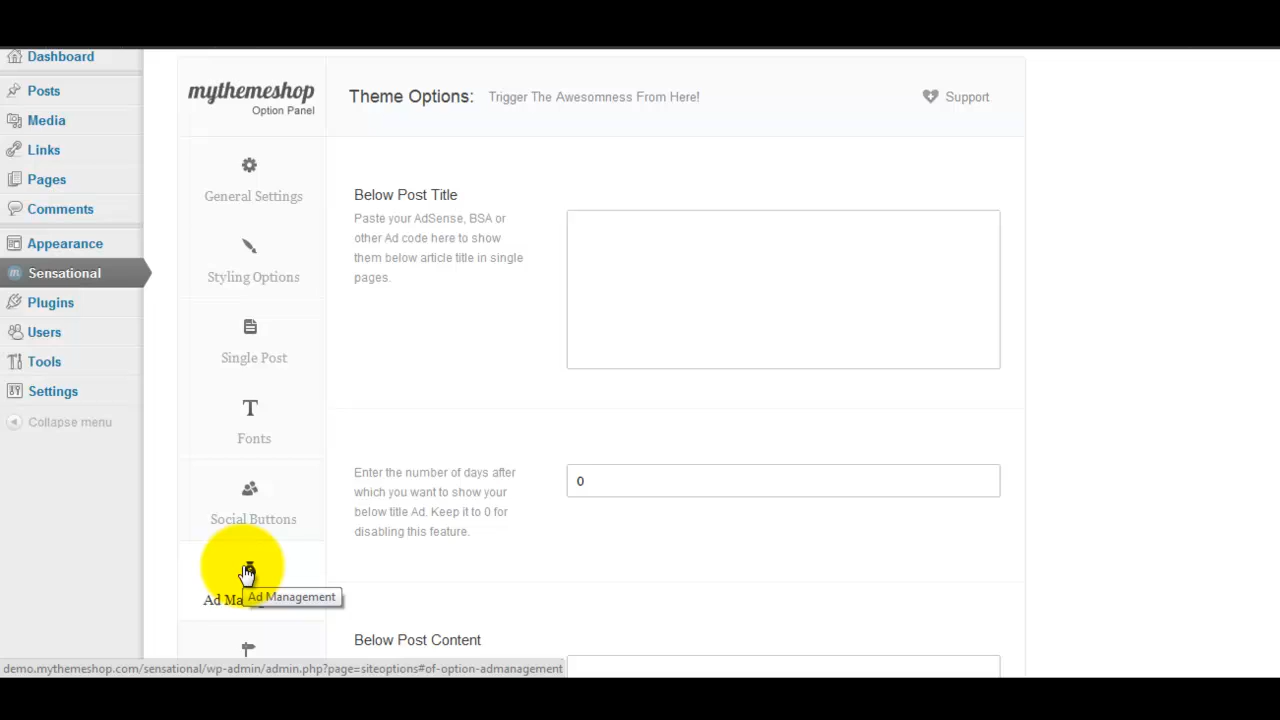 Dashboard
Posts
Media
Links
Pages
Comments
Appearance
Sensational
Plugins
Users
Tools
Settings
Collapse menu
mythemeshop
Option Panel
Theme Options: Trigger The Awesomness From Here!
Support
General Settings
Styling Options
Single Post
Fonts
Social Buttons
Ad Ma
Ad Management
Below Post Title
Paste your AdSense, BSA or
other Ad code here to show
them below article title in single
pages.
Enter the number of days after
which you want to show your
below title Ad. Keep it to 0 for
disabling this feature.
0
Below Post Content
demo.mythemeshop.com/sensational/wp-admin/admin.php?page=siteoptions#of-option-admanagement